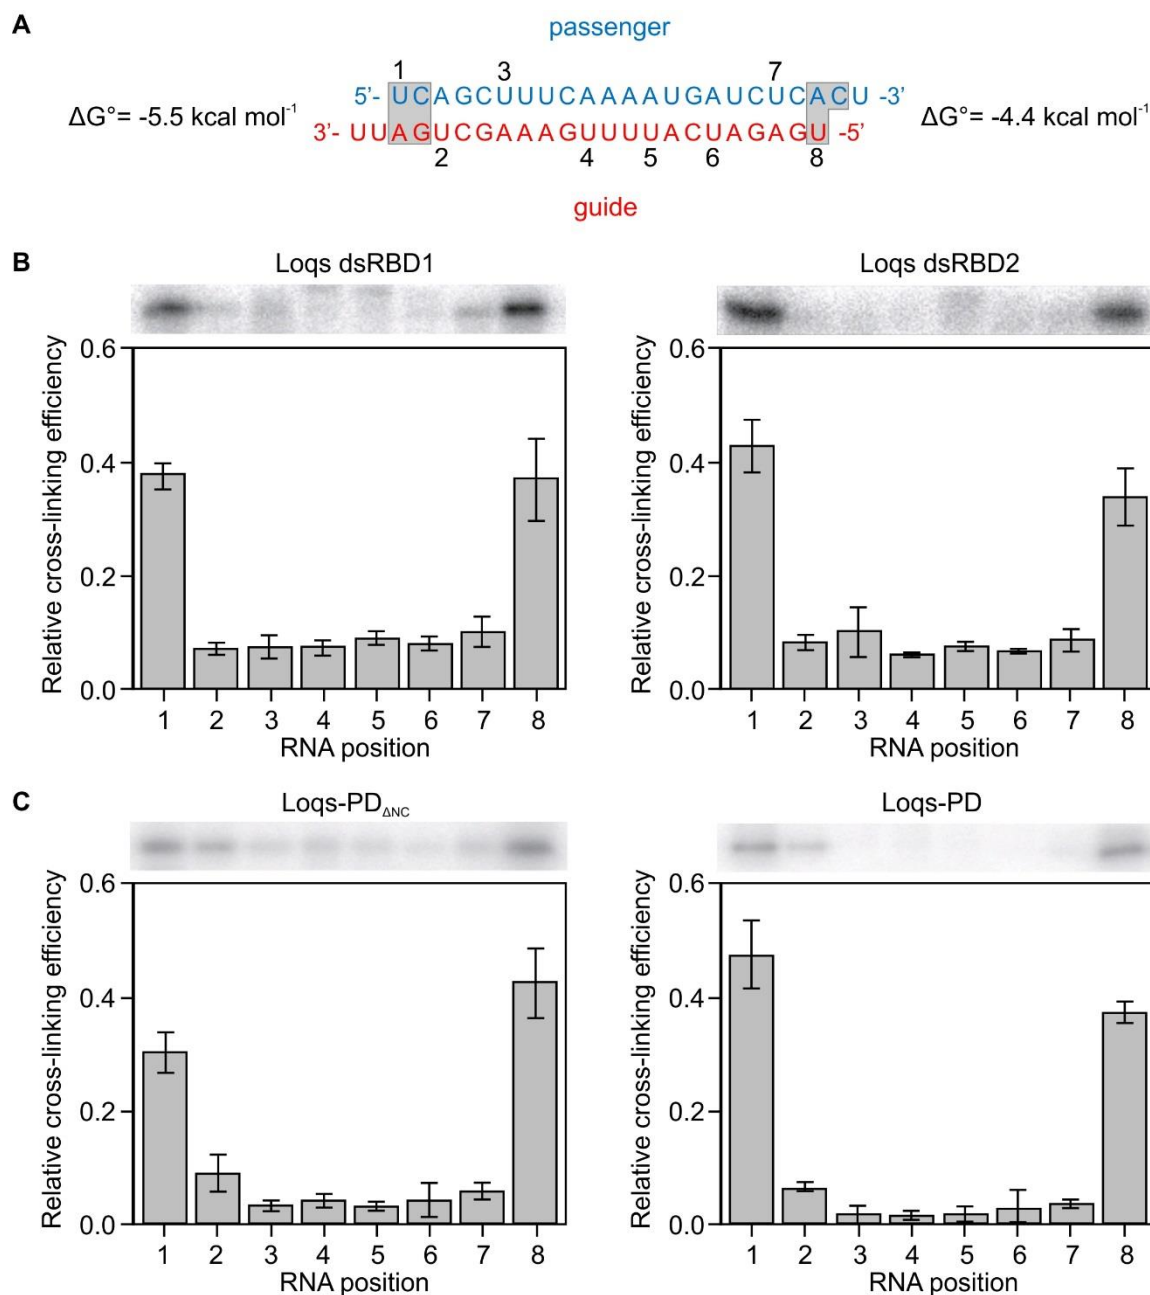 A
passenger
1 3 7
5'- UCAGCUUUCAAAAUGAUCUCACU -3'
ΔG°= -5.5 kcal mol-1
ΔG°= -4.4 kcal mol-1
3'- UUAGUCGAAAGUUUUACUAGAGU -5'
2 4 5 6 8
guide
B
Loqs dsRBD1
Relative cross-linking efficiency
0.6
0.4
0.2
0.0
1 2 3 4 5 6 7 8
RNA position
Loqs dsRBD2
Relative cross-linking efficiency
0.6
0.4
0.2
0.0
1 2 3 4 5 6 7 8
RNA position
C
Loqs-PDΔNC
Relative cross-linking efficiency
0.6
0.4
0.2
0.0
1 2 3 4 5 6 7 8
RNA position
Loqs-PD
Relative cross-linking efficiency
0.6
0.4
0.2
0.0
1 2 3 4 5 6 7 8
RNA position